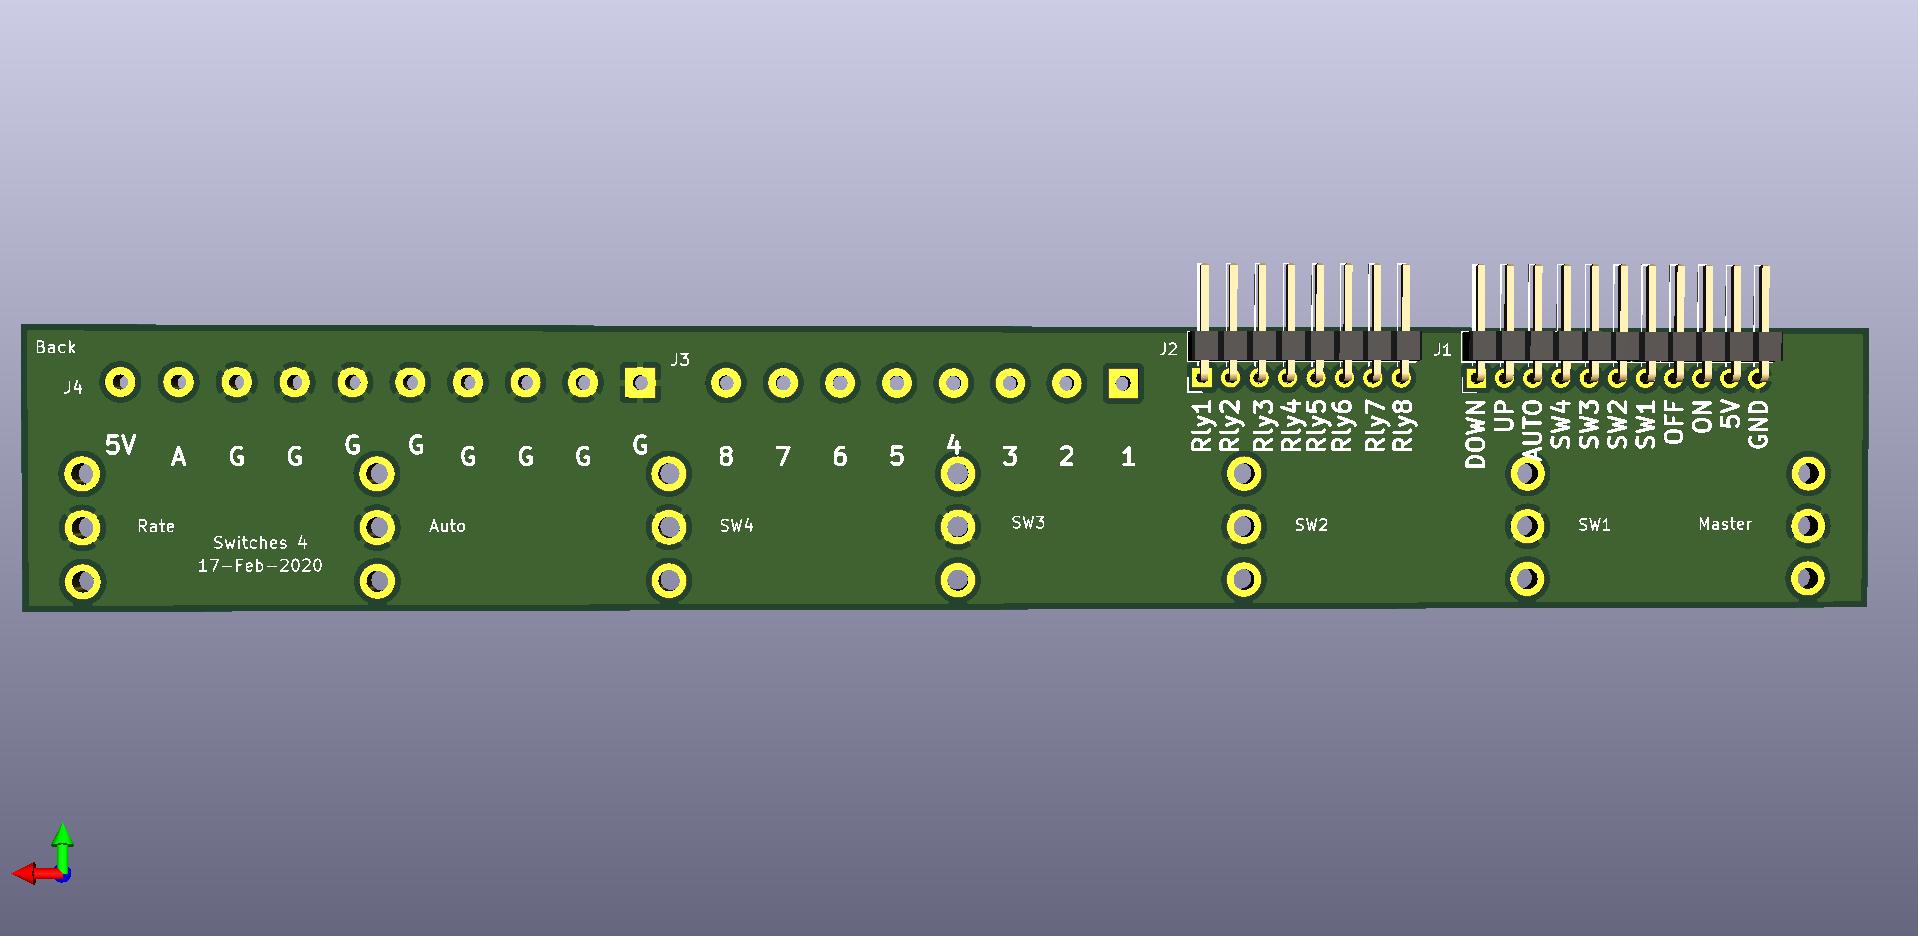 Back
J4
J3
J2
J1
5V A G G G G G G G G
8 7 6 5 4 3 2 1
Rly1
Rly2
Rly3
Rly4
Rly5
Rly6
Rly7
Rly8
DOWN
UP
AUTO
SW4
SW3
SW2
SW1
OFF
ON
5V
GND
Rate
Auto
SW4
SW3
SW2
SW1
Master
Switches 4
17-Feb-2020